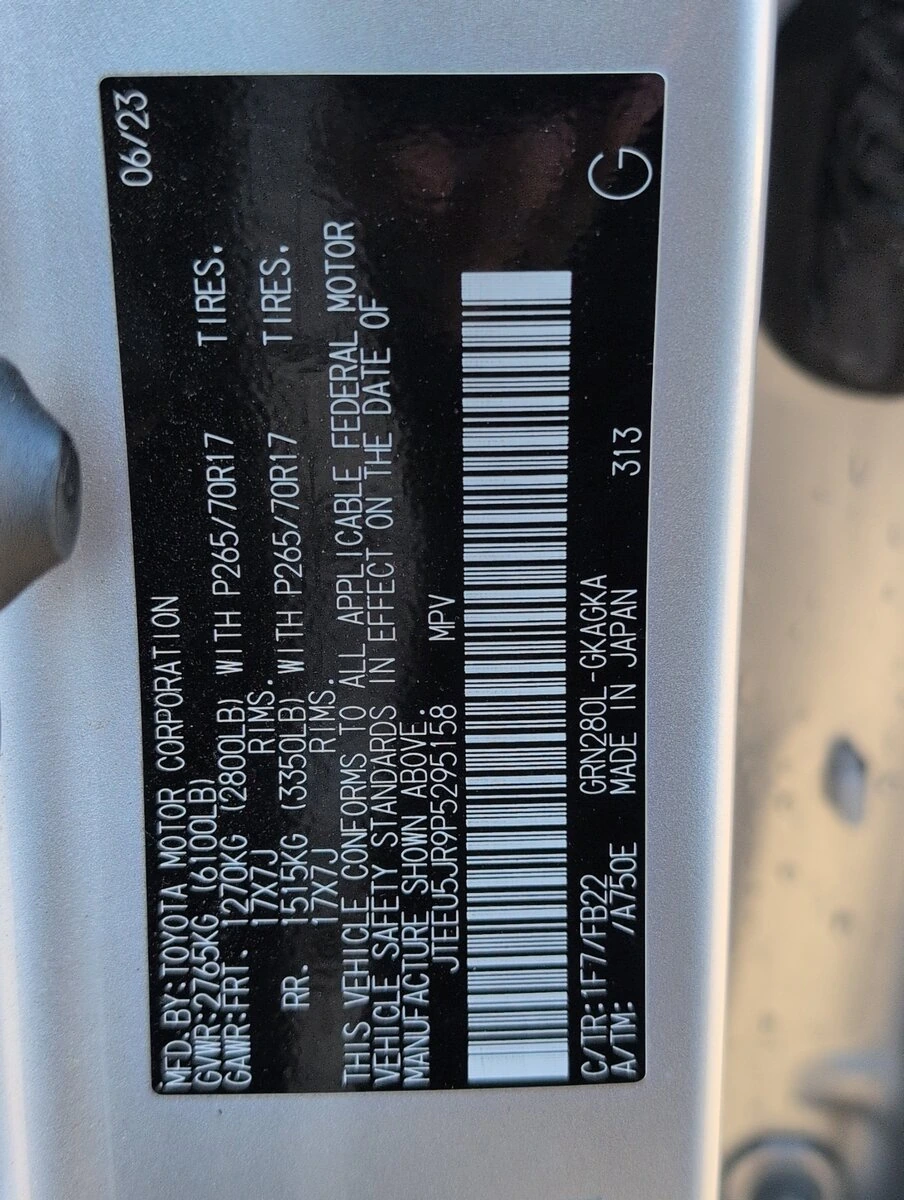 06/23
MFD.BY:TOYOTA MOTOR CORPORATION
GVWR:2765KG (6100LB)
GAWR:FRT. 1270KG (2800LB) WITH P265/70R17 TIRES.
17X7J RIMS.
RR. 1515KG (3350LB) WITH P265/70R17 TIRES.
17X7J RIMS.
THIS VEHICLE CONFORMS TO ALL APPLICABLE FEDERAL MOTOR
VEHICLE SAFETY STANDARDS IN EFFECT ON THE DATE OF
MANUFACTURE SHOWN ABOVE.
JTEEU5JR9P5295158 MPV
C/TR:1F7/FB22 GRN280L-GKAGKA
A/TM: /A750E MADE IN JAPAN 313
G